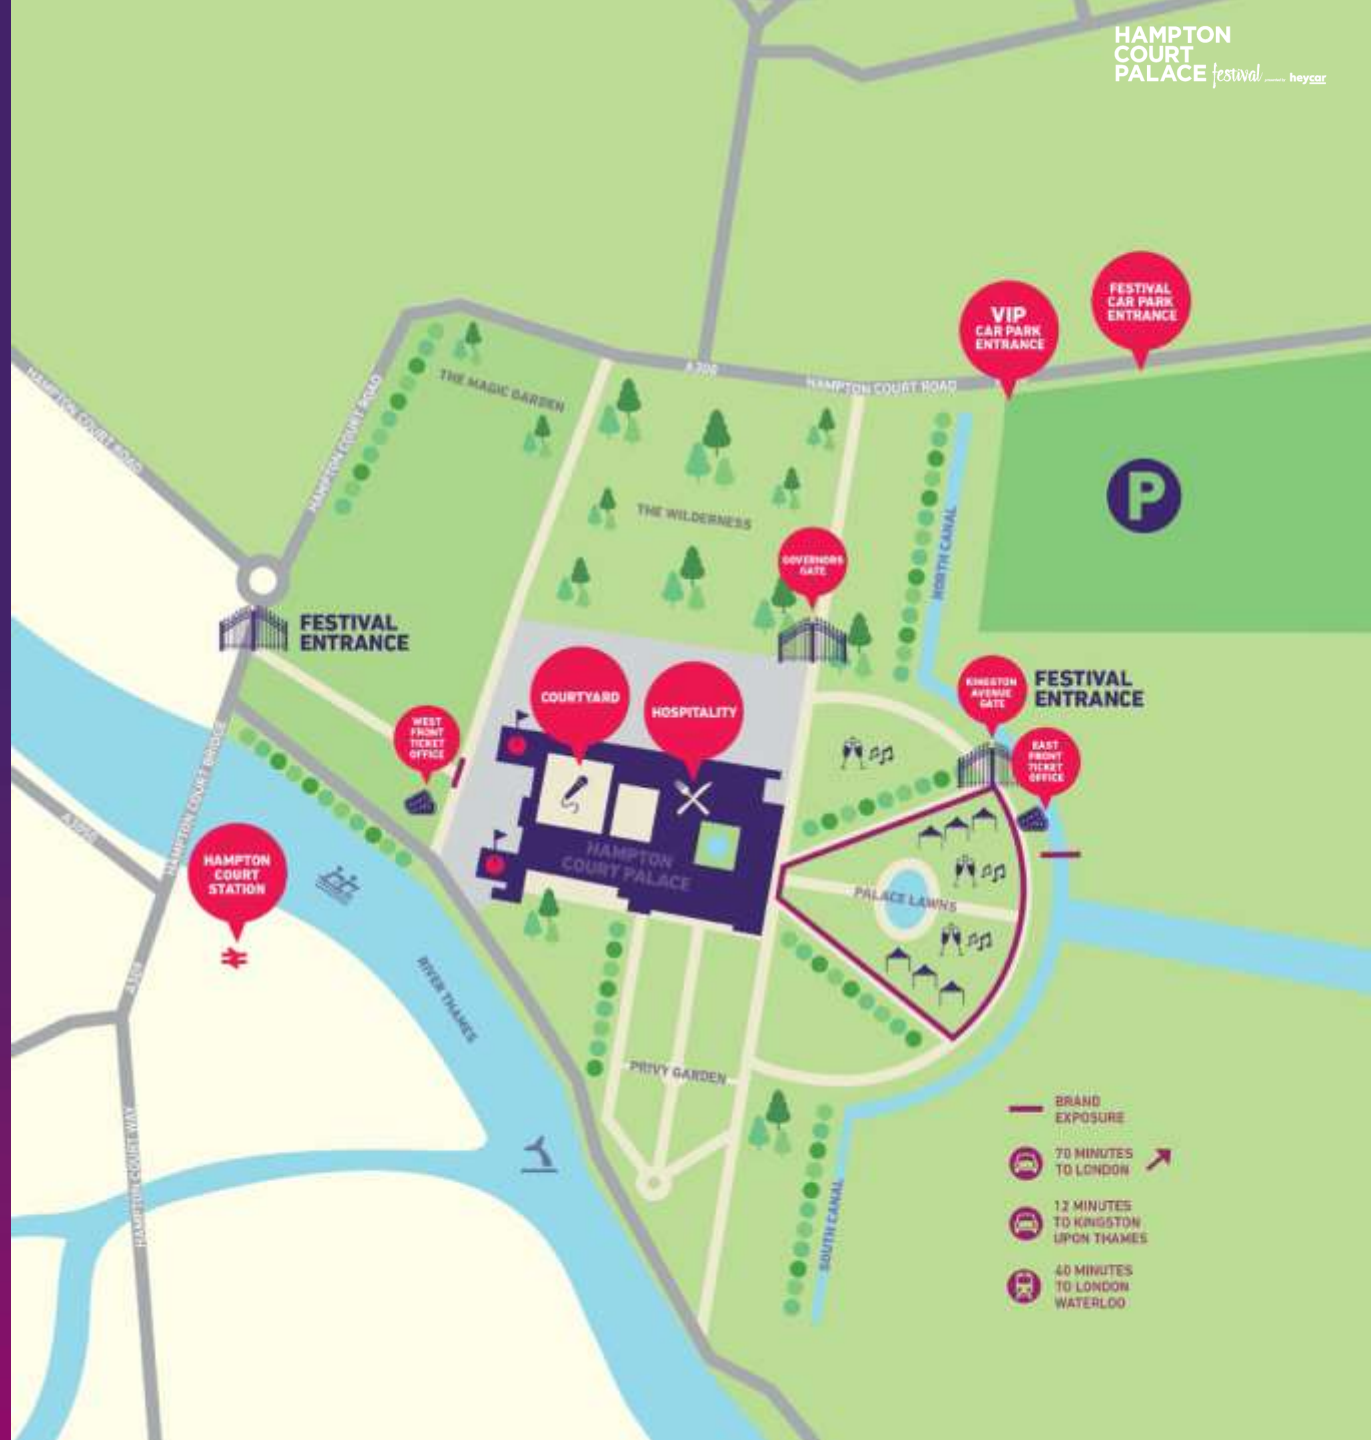 HAMPTON
COURT
PALACE festival
heycar
FESTIVAL
CAR PARK
ENTRANCE
VIP
CAR PARK
ENTRANCE
A308
HAMPTON COURT ROAD
HAMPTON COURT ROAD
HAMPTON COURT ROAD
THE MAGIC GARDEN
THE WILDERNESS
NORTH CANAL
P
GOVERNORS
GATE
FESTIVAL
ENTRANCE
COURTYARD
HOSPITALITY
KINGSTON
AVENUE
GATE
FESTIVAL
ENTRANCE
WEST
FRONT
TICKET
OFFICE
EAST
FRONT
TICKET
OFFICE
HAMPTON COURT BRIDGE
A3050
HAMPTON
COURT
STATION
HAMPTON
COURT PALACE
PALACE LAWNS
A309
RIVER THAMES
PRIVY GARDEN
HAMPTON COURT WAY
SOUTH CANAL
BRAND
EXPOSURE
70 MINUTES
TO LONDON
12 MINUTES
TO KINGSTON
UPON THAMES
40 MINUTES
TO LONDON
WATERLOO